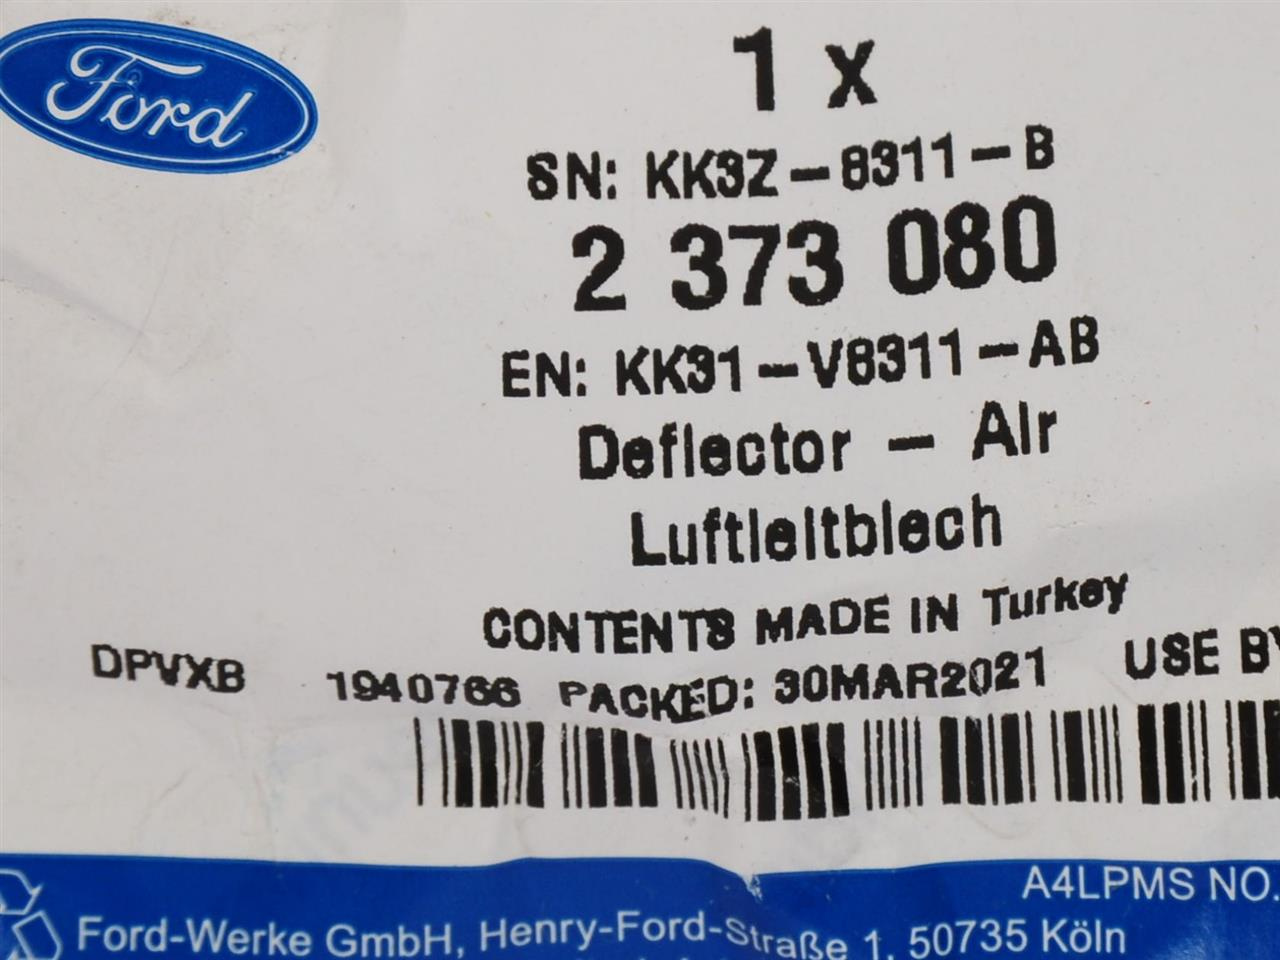 Ford
1 x
SN: KK3Z-8311-B
2 373 080
EN: KK31-V8311-AB
Deflector - Air
Luftleitblech
CONTENTS MADE IN Turkey
DPVXB 1940766 PACKED: 30MAR2021 USE BY
A4LPMS NO.
Ford-Werke GmbH, Henry-Ford-Straße 1, 50735 Köln